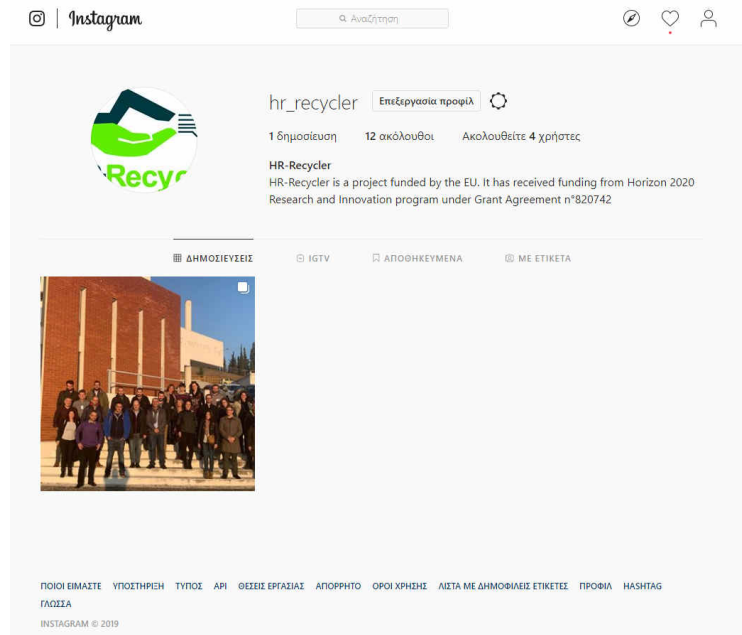 Instagram
Αναζήτηση
hr_recycler Επεξεργασία προφίλ
1 δημοσίευση 12 ακόλουθοι Ακολουθείτε 4 χρήστες
HR-Recycler
HR-Recycler is a project funded by the EU. It has received funding from Horizon 2020
Research and Innovation program under Grant Agreement n°820742
ΔΗΜΟΣΙΕΥΣΕΙΣ IGTV ΑΠΟΘΗΚΕΥΜΕΝΑ ΜΕ ΕΤΙΚΕΤΑ
ΠΟΙΟΙ ΕΙΜΑΣΤΕ ΥΠΟΣΤΗΡΙΞΗ ΤΥΠΟΣ API ΘΕΣΕΙΣ ΕΡΓΑΣΙΑΣ ΑΠΟΡΡΗΤΟ ΟΡΟΙ ΧΡΗΣΗΣ ΛΙΣΤΑ ΜΕ ΔΗΜΟΦΙΛΕΙΣ ΕΤΙΚΕΤΕΣ ΠΡΟΦΙΛ HASHTAG
ΓΛΩΣΣΑ
INSTAGRAM © 2019